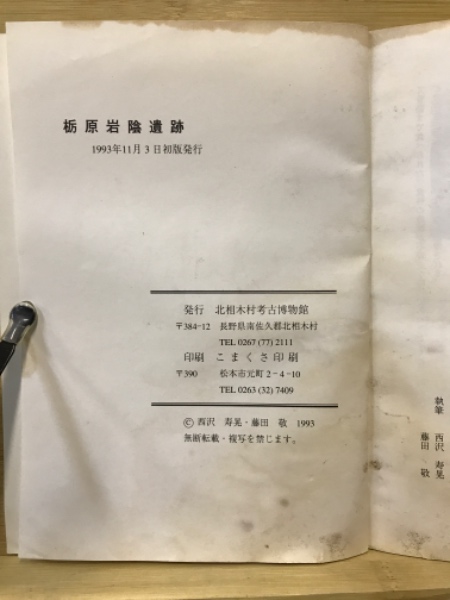 栃原岩陰遺跡
1993年11月3日初版発行
発行 北相木村考古博物館
〒384-12 長野県南佐久郡北相木村
TEL 0267 (77) 2111
印刷 こまくさ印刷
〒390 松本市元町2-4-10
TEL 0263 (32) 7409
© 西沢 寿晃・藤田 敬 1993
無断転載・複写を禁じます。
執筆 西沢 寿晃
藤田 敬